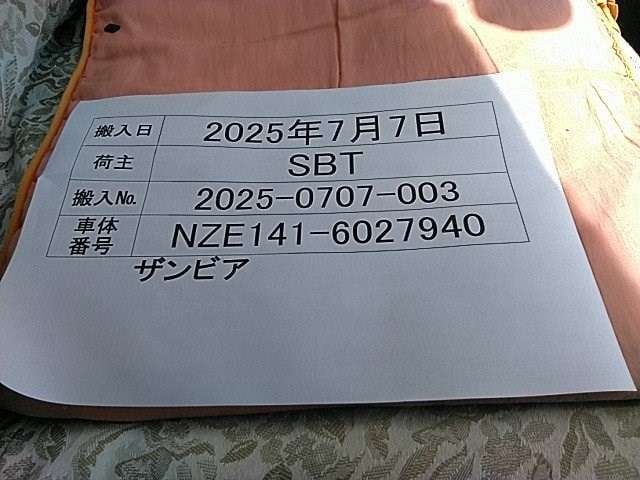 搬入日 2025年7月7日
荷主 SBT
搬入No. 2025-0707-003
車体番号 NZE141-6027940
ザンビア